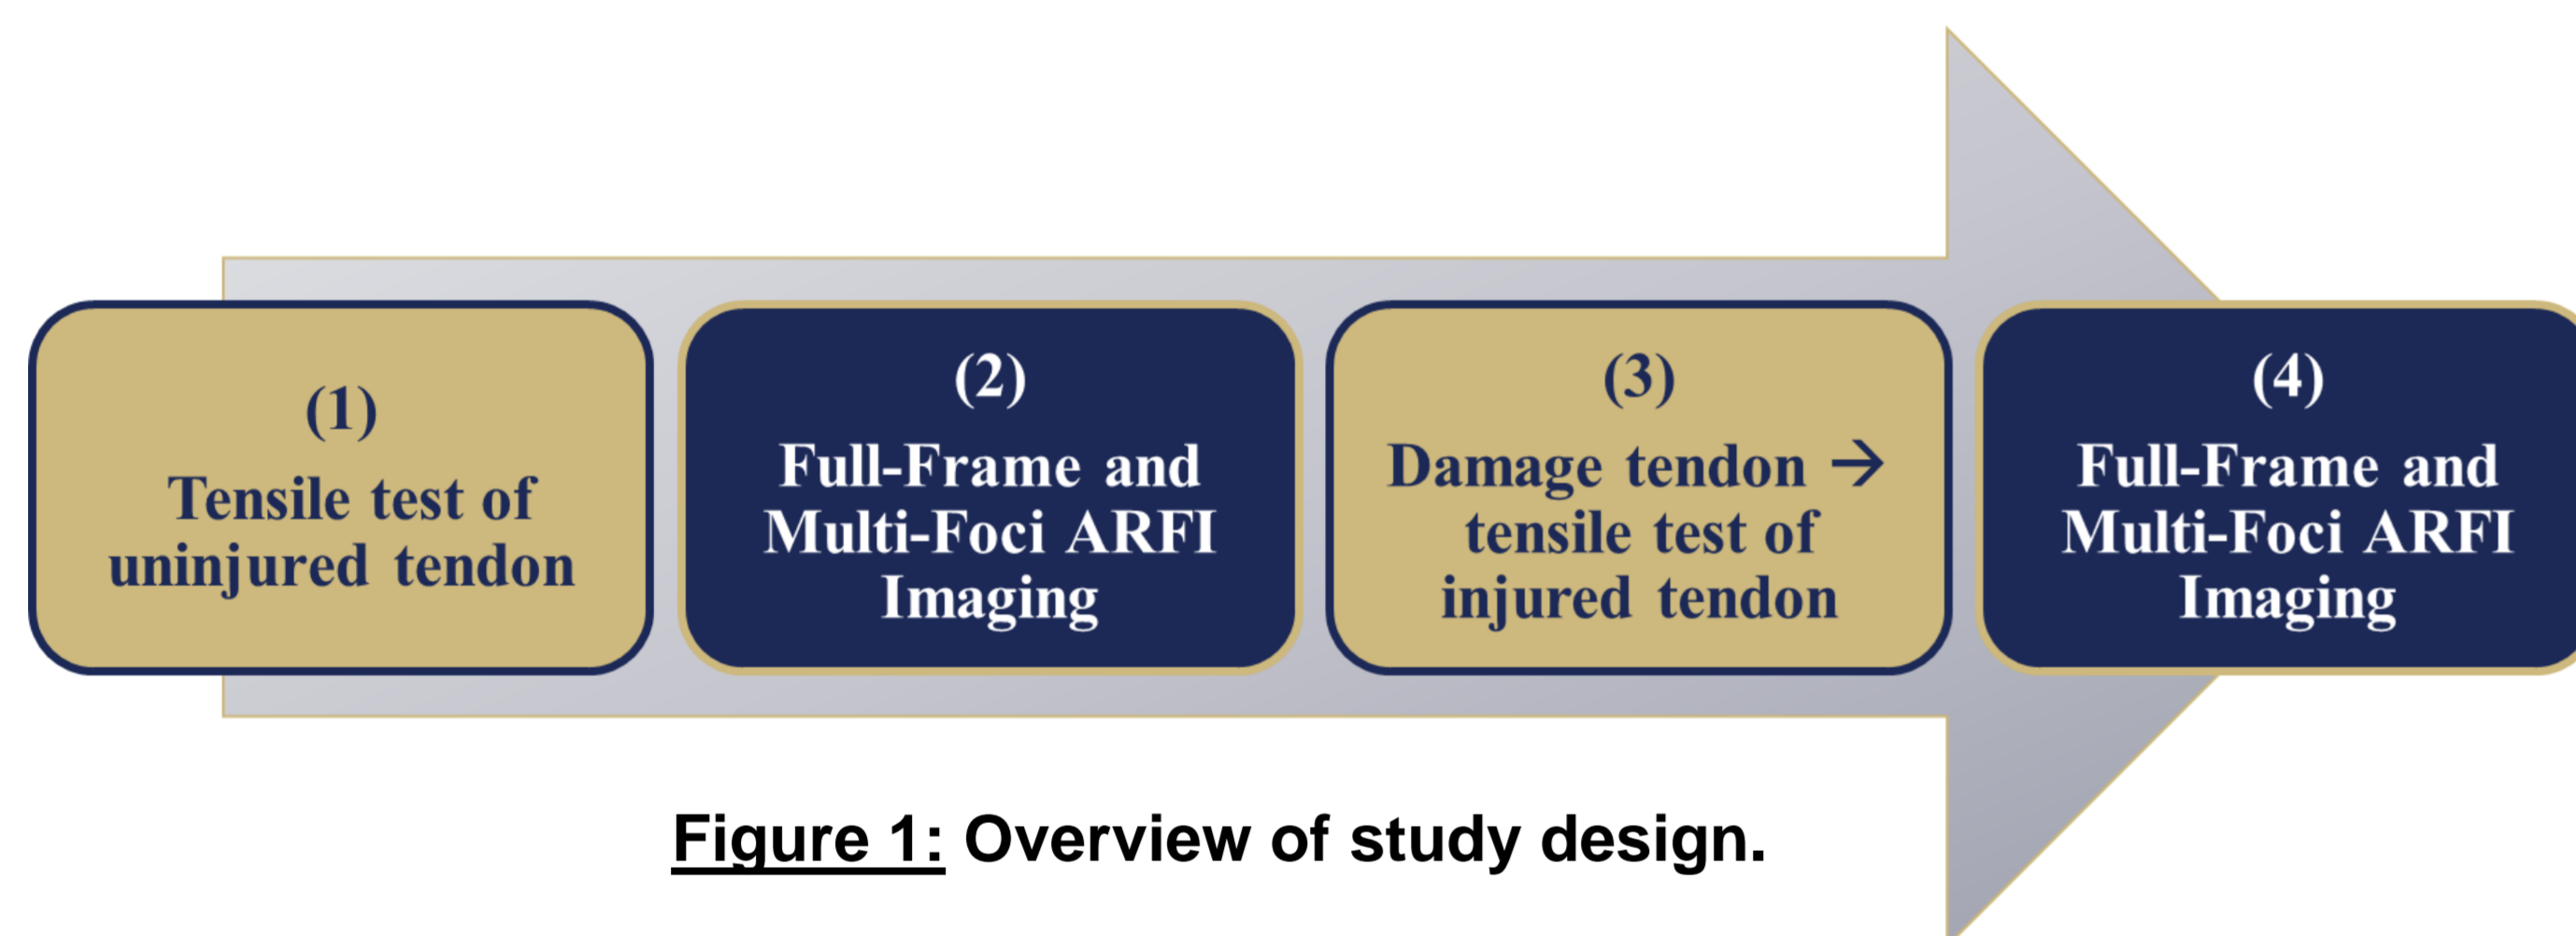 (1)
Tensile test of
uninjured tendon
(2)
Full-Frame and
Multi-Foci ARFI
Imaging
(3)
Damage tendon →
tensile test of
injured tendon
(4)
Full-Frame and
Multi-Foci ARFI
Imaging
Figure 1: Overview of study design.